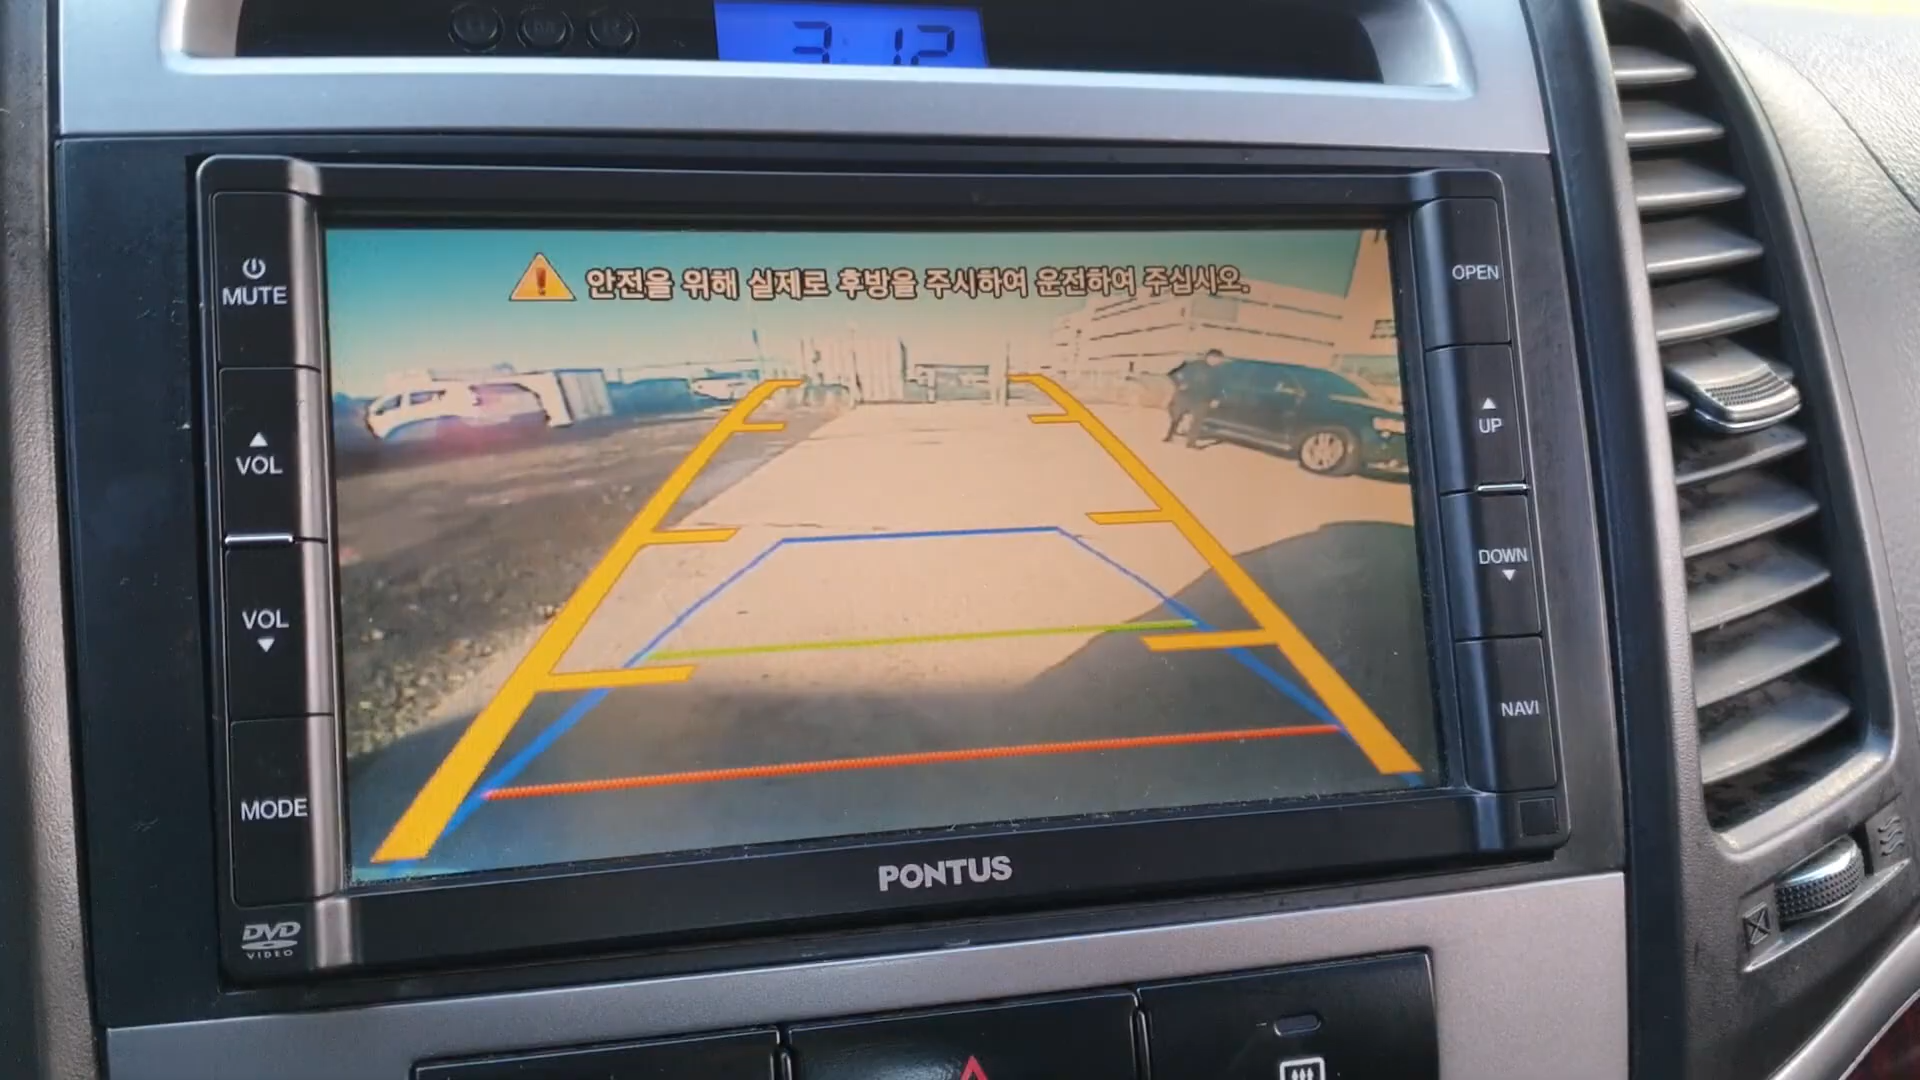 3:12
MUTE
VOL
VOL
MODE
안전을 위해 실제로 후방을 주시하여 운전하여 주십시오.
OPEN
UP
DOWN
NAVI
PONTUS
DVD
VIDEO